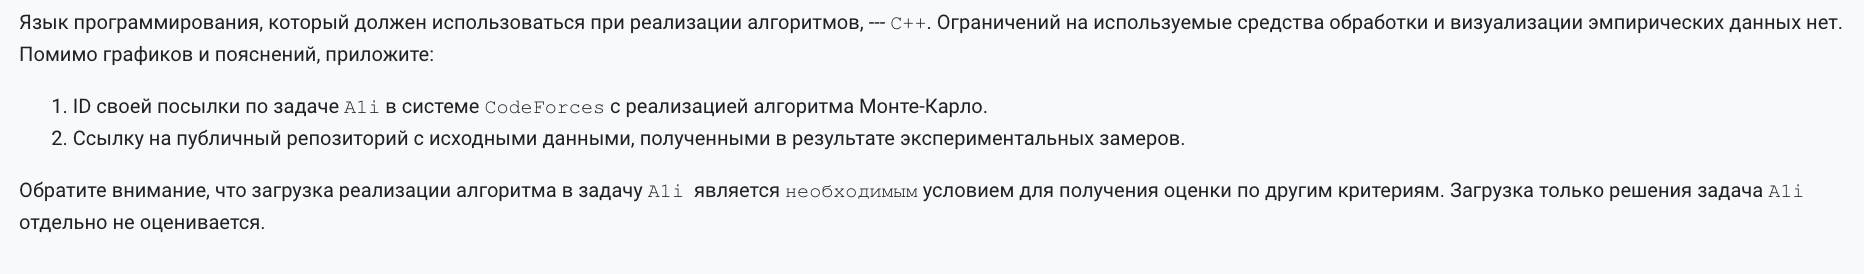 Язык программирования, который должен использоваться при реализации алгоритмов, --- C++. Ограничений на используемые средства обработки и визуализации эмпирических данных нет.
Помимо графиков и пояснений, приложите:
1. ID своей посылки по задаче A1i в системе CodeForces с реализацией алгоритма Монте-Карло.
2. Ссылку на публичный репозиторий с исходными данными, полученными в результате экспериментальных замеров.
Обратите внимание, что загрузка реализации алгоритма в задачу A1i является необходимым условием для получения оценки по другим критериям. Загрузка только решения задача A1i
отдельно не оценивается.